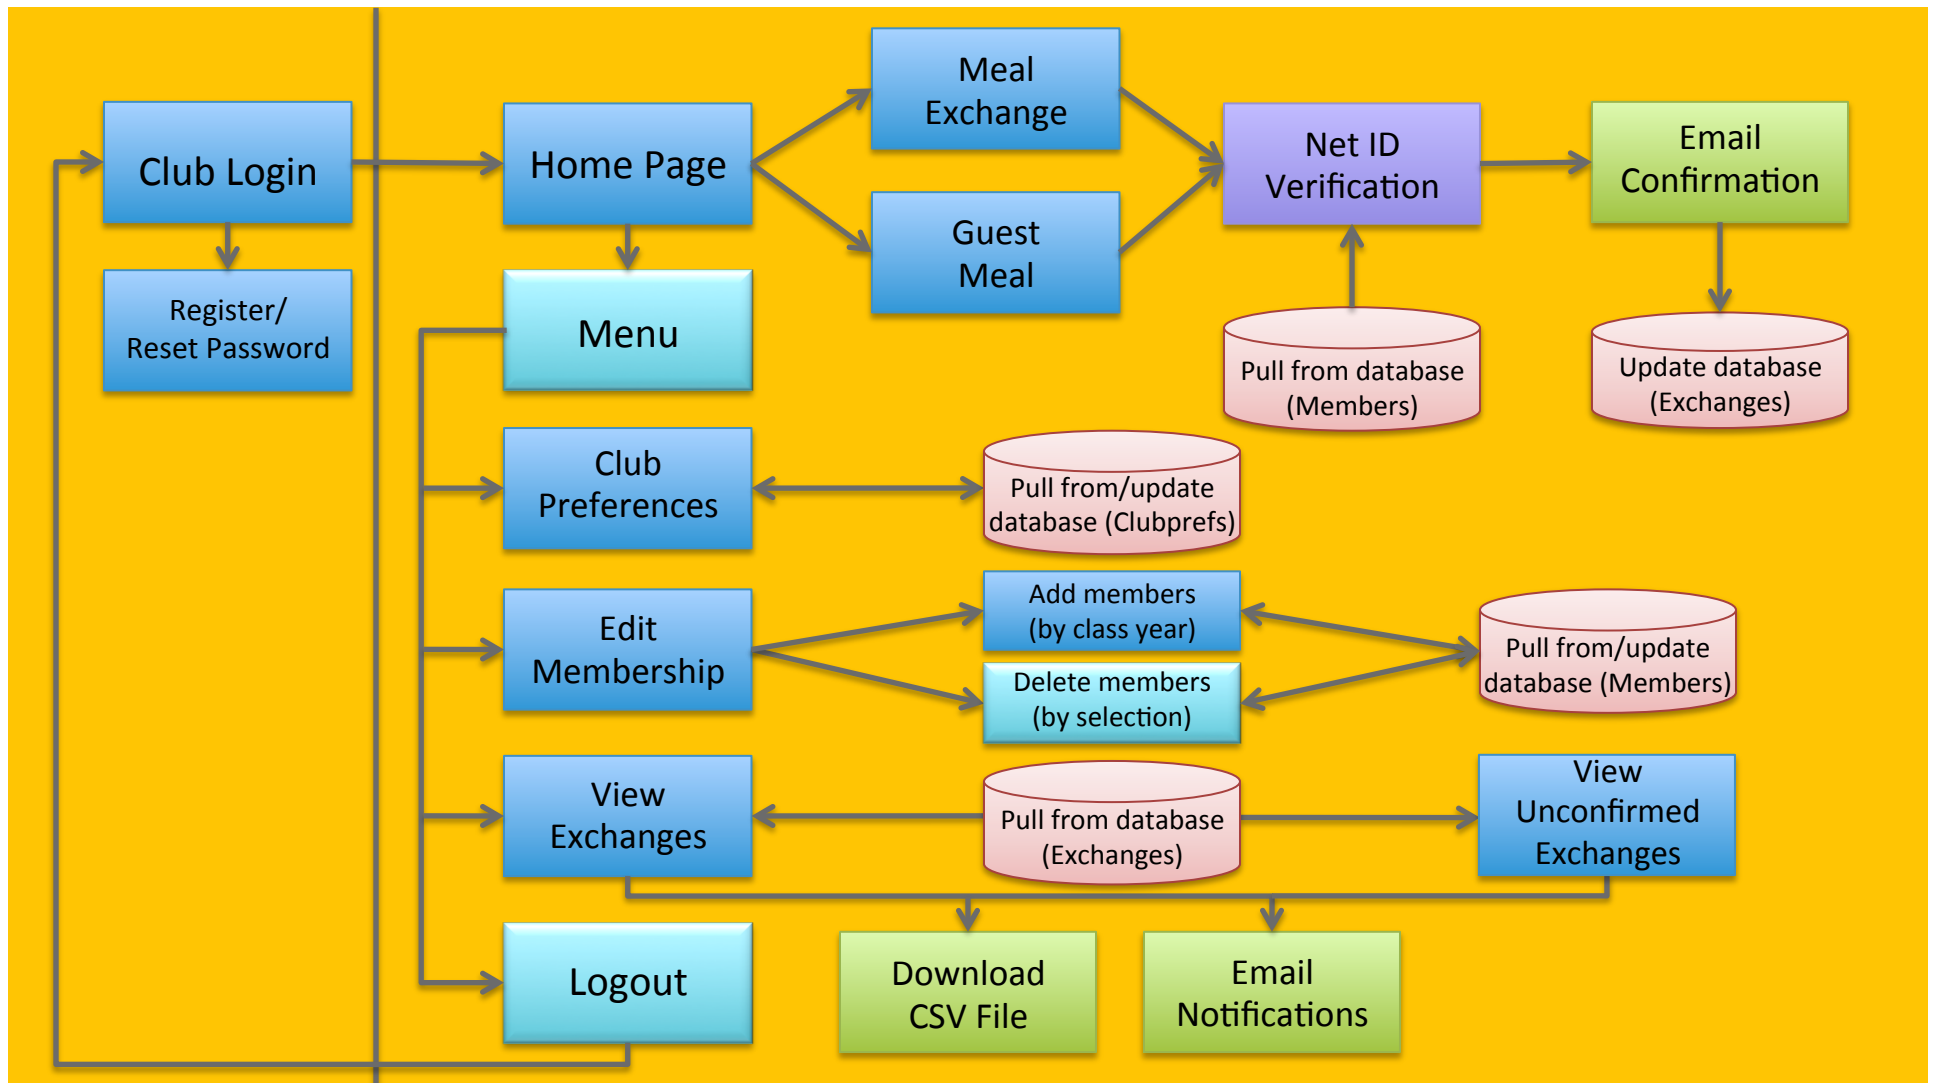 Club Login
Register/
Reset Password
Home Page
Meal
Exchange
Guest
Meal
Net ID
Verification
Email
Confirmation
Menu
Pull from database
(Members)
Update database
(Exchanges)
Club
Preferences
Pull from/update
database (Clubprefs)
Edit
Membership
Add members
(by class year)
Delete members
(by selection)
Pull from/update
database (Members)
View
Exchanges
Pull from database
(Exchanges)
View
Unconfirmed
Exchanges
Logout
Download
CSV File
Email
Notifications